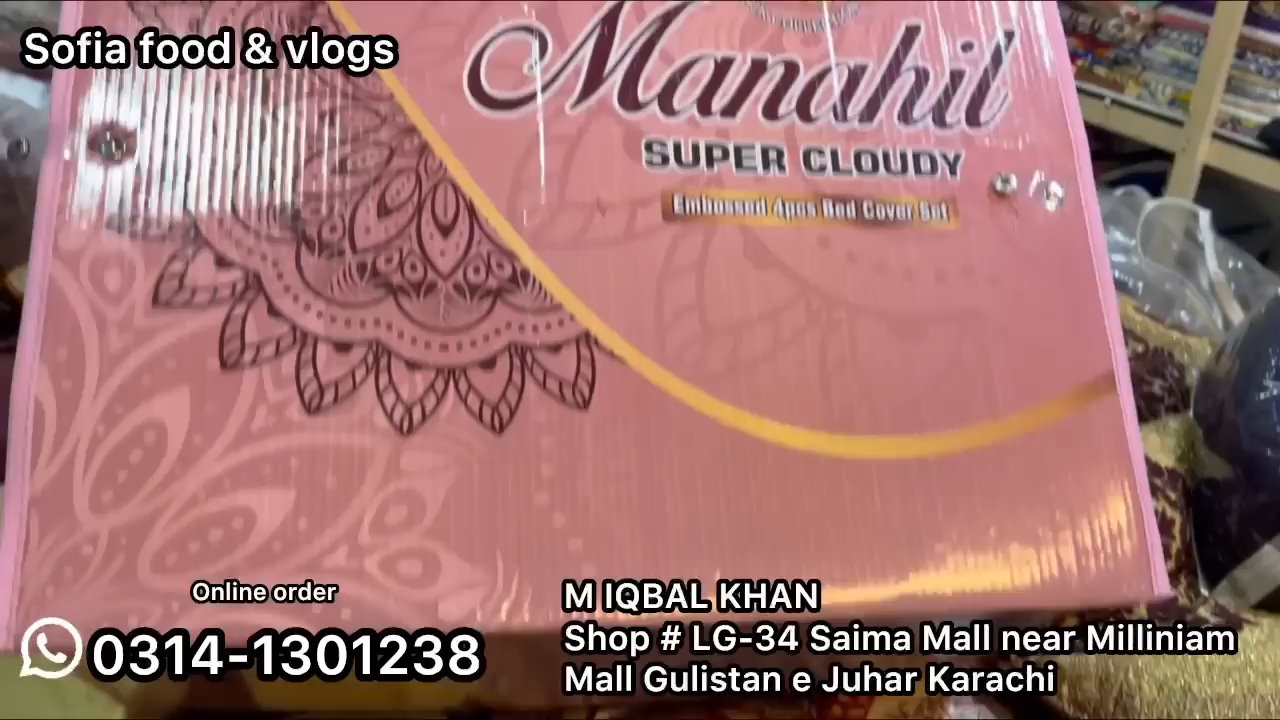 Sofia food & vlogs
Manahil
SUPER CLOUDY
Embossed 4pcs Bed Cover Set
Online order
0314-1301238
M IQBAL KHAN
Shop # LG-34 Saima Mall near Milliniam
Mall Gulistan e Juhar Karachi